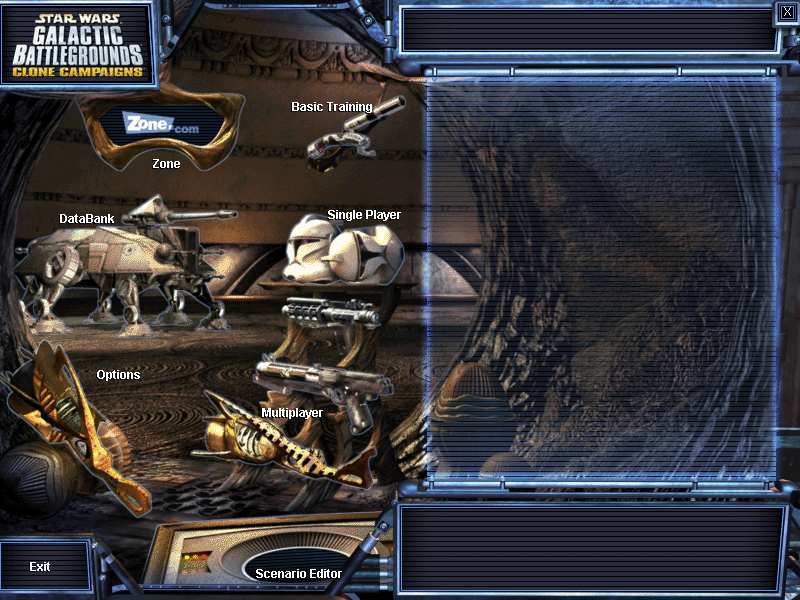 STAR WARS
GALACTIC
BATTLEGROUNDS
CLONE CAMPAIGNS
X
Basic Training
Zone.com
Zone
DataBank
Single Player
Options
Multiplayer
Exit
Scenario Editor